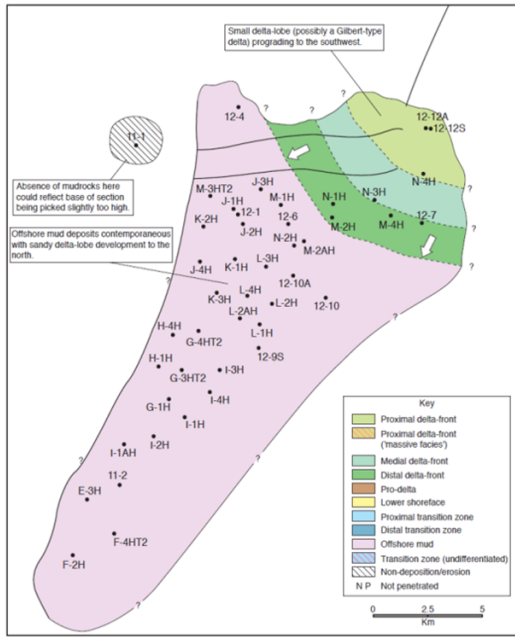 Small delta-lobe (possibly a Gilbert-type
delta) prograding to the southwest.
?
?
?
12-12A
12-12S
12-4
11-1
N-4H
?
Absence of mudrocks here
could reflect base of section
being picked slightly too high.
J-3H
M-3HT2
M-1H
N-1H
N-3H
J-1H
12-1
12-6
M-2H
M-4H
12-7
K-2H
J-2H
N-2H
M-2AH
Offshore mud deposits contemporaneous
with sandy delta-lobe development to the
north.
J-4H
K-1H
L-3H
?
?
12-10A
K-3H
L-4H
L-2H
12-10
L-2AH
H-4H
G-4HT2
L-1H
?
12-9S
H-1H
G-3HT2
I-3H
G-1H
I-4H
I-1H
I-2H
I-1AH
?
?
11-2
E-3H
F-4HT2
F-2H
?
Key
Proximal delta-front
Proximal delta-front
('massive facies')
Medial delta-front
Distal delta-front
Pro-delta
Lower shoreface
Proximal transition zone
Distal transition zone
Offshore mud
Transition zone (undifferentiated)
Non-deposition/erosion
N P Not penetrated
0 2.5 5
Km